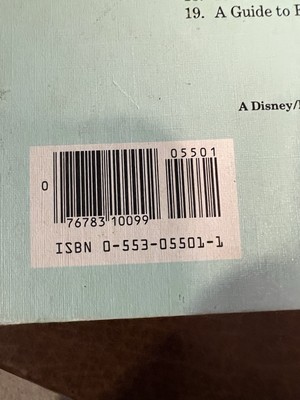 19. A Guide to
A Disney/
05501
0
76783 10099
ISBN 0-553-05501-1